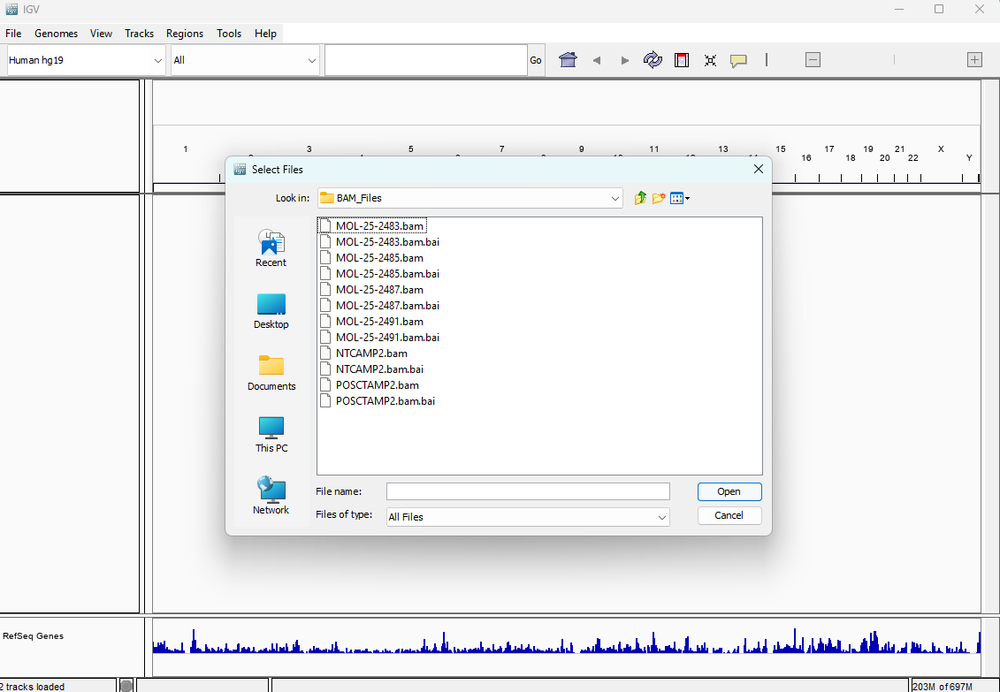 IGV
File Genomes View Tracks Regions Tools Help
Human hg19 All Go
1 3 5 7 9 11 13 15 17 19 21 X
16 18 20 22 Y
Select Files
Look in: BAM_Files
MOL-25-2483.bam
MOL-25-2483.bam.bai
MOL-25-2485.bam
MOL-25-2485.bam.bai
MOL-25-2487.bam
MOL-25-2487.bam.bai
MOL-25-2491.bam
MOL-25-2491.bam.bai
NTCAMP2.bam
NTCAMP2.bam.bai
POSCTAMP2.bam
POSCTAMP2.bam.bai
Recent
Desktop
Documents
This PC
Network
File name: Open
Files of type: All Files Cancel
RefSeq Genes
2 tracks loaded 203M of 697M